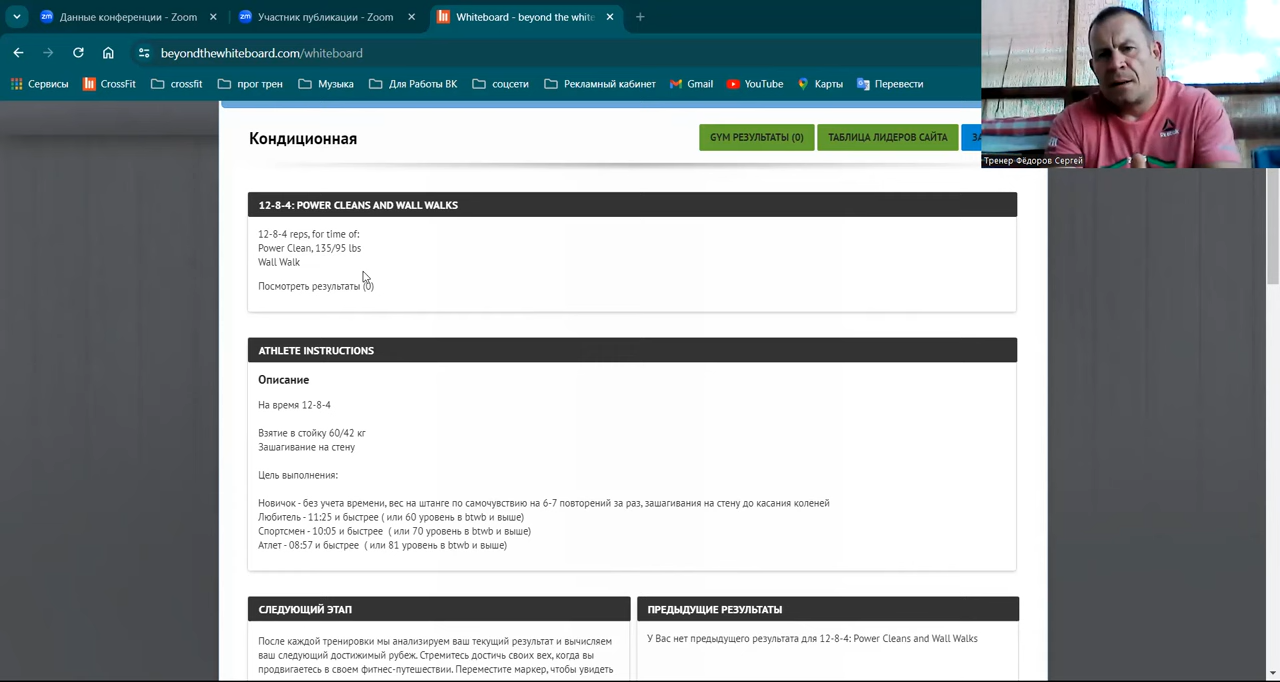 Данные конференции - Zoom
Участник публикации - Zoom
Whiteboard - beyond the white
beyondthewhiteboard.com/whiteboard
Сервисы
CrossFit
crossfit
прог трен
Музыка
Для Работы ВК
соцсети
Рекламный кабинет
Gmail
YouTube
Карты
Перевести
Тренер Фёдоров Сергей
Кондиционная
GYM РЕЗУЛЬТАТЫ (0)
ТАБЛИЦА ЛИДЕРОВ САЙТА
12-8-4: POWER CLEANS AND WALL WALKS
12-8-4 reps, for time of:
Power Clean, 135/95 lbs
Wall Walk
Посмотреть результаты (0)
ATHLETE INSTRUCTIONS
Описание
На время 12-8-4
Взятие в стойку 60/42 кг
Зашагивание на стену
Цель выполнения:
Новичок - без учета времени, вес на штанге по самочувствию на 6-7 повторений за раз, зашагивания на стену до касания коленей
Любитель - 11:25 и быстрее ( или 60 уровень в btwb и выше)
Спортсмен - 10:05 и быстрее ( или 70 уровень в btwb и выше)
Атлет - 08:57 и быстрее ( или 81 уровень в btwb и выше)
СЛЕДУЮЩИЙ ЭТАП
После каждой тренировки мы анализируем ваш текущий результат и вычисляем
ваш следующий достижимый рубеж. Стремитесь достичь своих вех, когда вы
продвигаетесь в своем фитнес-путешествии. Переместите маркер, чтобы увидеть
ПРЕДЫДУЩИЕ РЕЗУЛЬТАТЫ
У Вас нет предыдущего результата для 12-8-4: Power Cleans and Wall Walks